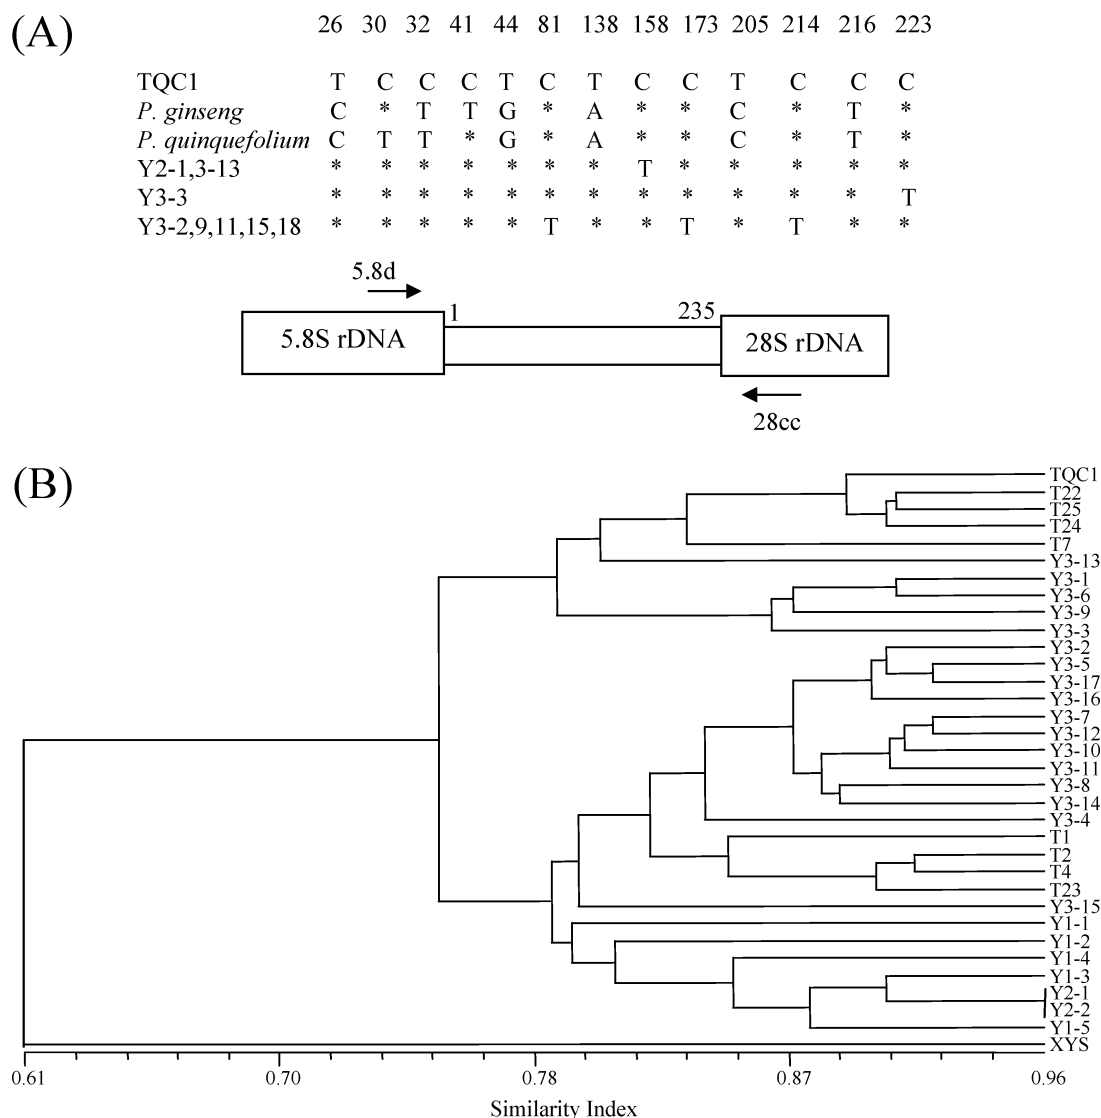 (A)
26 30 32 41 44 81 138 158 173 205 214 216 223
TQC1 T C C C T C T C C T C C C
P. ginseng C * T T G * A * * C * T *
P. quinquefolium C T T * G * A * * C * T *
Y2-1,3-13 * * * * * * * T * * * * *
Y3-3 * * * * * * * * * * * * T
Y3-2,9,11,15,18 * * * * * T * * T * T * *
5.8d
1 235
5.8S rDNA 28S rDNA
28cc
(B)
TQC1
T22
T25
T24
T7
Y3-13
Y3-1
Y3-6
Y3-9
Y3-3
Y3-2
Y3-5
Y3-17
Y3-16
Y3-7
Y3-12
Y3-10
Y3-11
Y3-8
Y3-14
Y3-4
T1
T2
T4
T23
Y3-15
Y1-1
Y1-2
Y1-4
Y1-3
Y2-1
Y2-2
Y1-5
XYS
0.61 0.70 0.78 0.87 0.96
Similarity Index